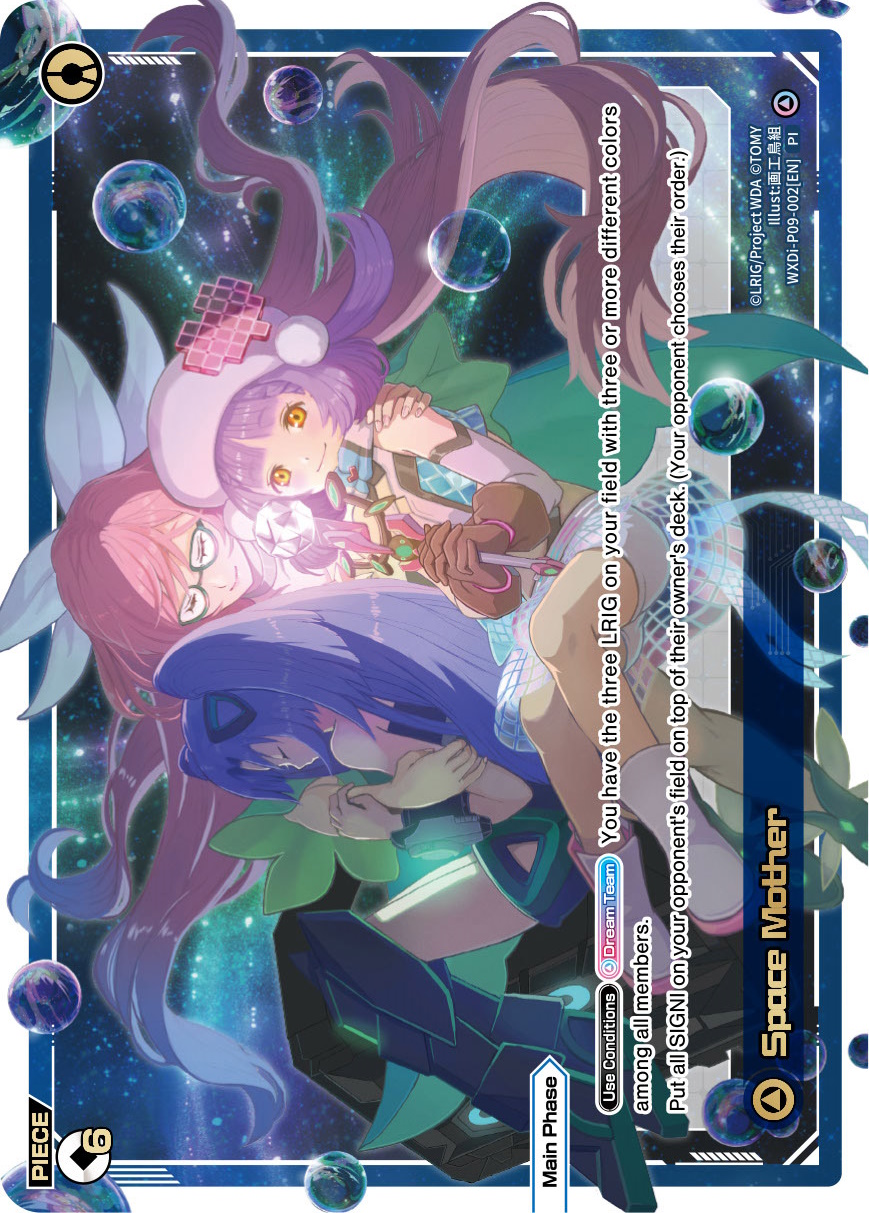 PIECE
6
Main Phase
Use Conditions Dream Team You have the three LRIG on your field with three or more different colors
among all members.
Put all SIGNI on your opponent's field on top of their owner's deck. (Your opponent chooses their order.)
Space Mother
©LRIG/Project WDA ©TOMY
Illust:画工鳥組
WXDi-P09-002[EN] PI